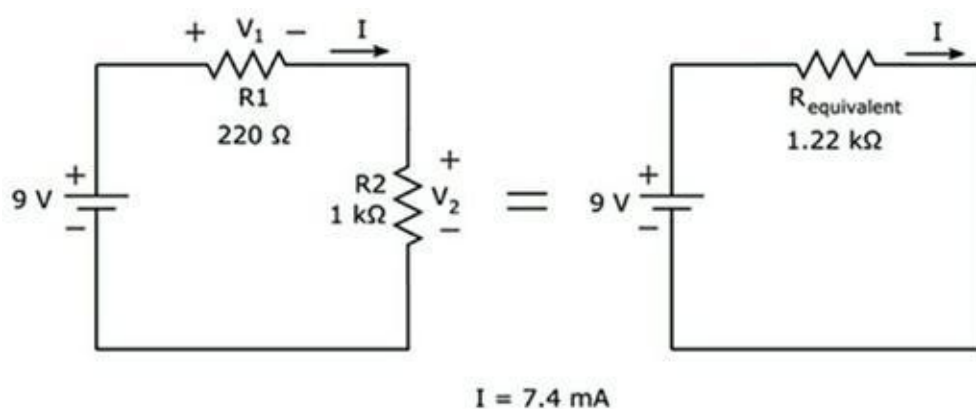 + V₁ − I
R1
220 Ω
9 V + −
R2
1 kΩ
+ V₂ −
=
I
Requivalent
1.22 kΩ
9 V + −
I = 7.4 mA